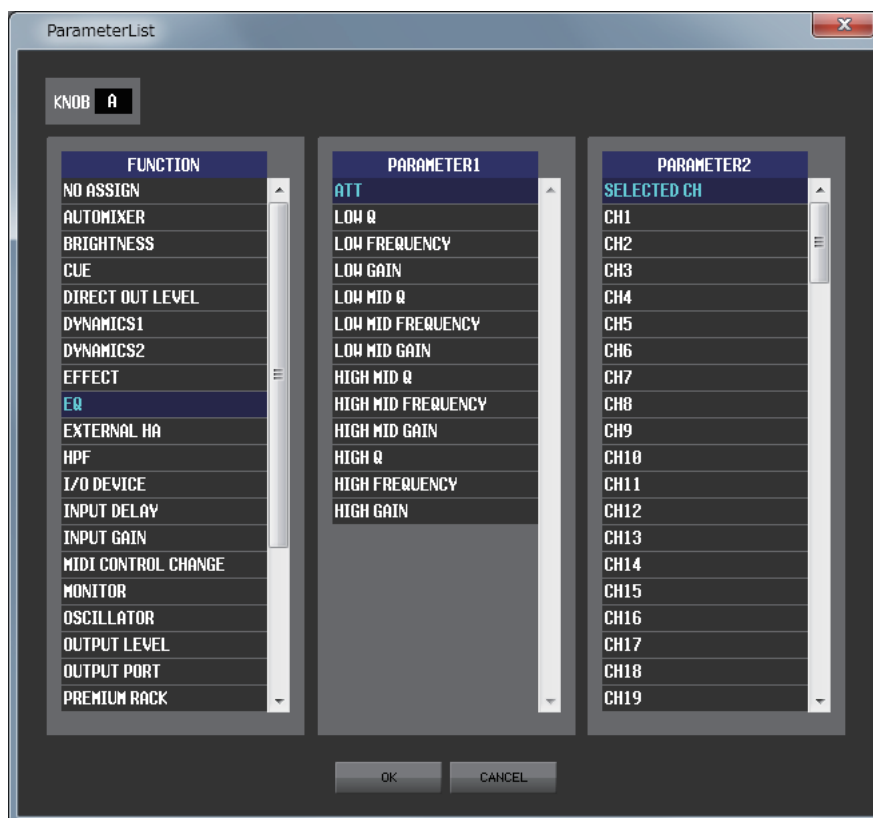 ParameterList
KNOB A
FUNCTION
NO ASSIGN
AUTOMIXER
BRIGHTNESS
CUE
DIRECT OUT LEVEL
DYNAMICS1
DYNAMICS2
EFFECT
EQ
EXTERNAL HA
HPF
I/O DEVICE
INPUT DELAY
INPUT GAIN
MIDI CONTROL CHANGE
MONITOR
OSCILLATOR
OUTPUT LEVEL
OUTPUT PORT
PREMIUM RACK
PARAMETER1
ATT
LOW Q
LOW FREQUENCY
LOW GAIN
LOW MID Q
LOW MID FREQUENCY
LOW MID GAIN
HIGH MID Q
HIGH MID FREQUENCY
HIGH MID GAIN
HIGH Q
HIGH FREQUENCY
HIGH GAIN
PARAMETER2
SELECTED CH
CH1
CH2
CH3
CH4
CH5
CH6
CH7
CH8
CH9
CH10
CH11
CH12
CH13
CH14
CH15
CH16
CH17
CH18
CH19
OK
CANCEL